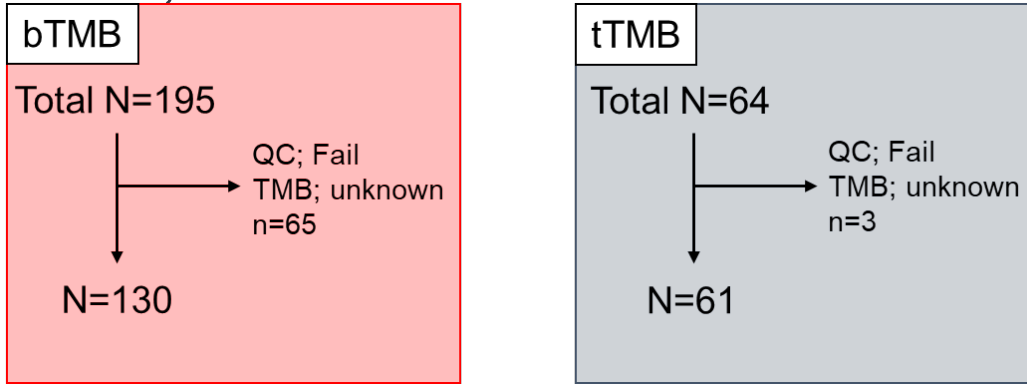 bTMB
Total N=195
QC; Fail
TMB; unknown
n=65
N=130
tTMB
Total N=64
QC; Fail
TMB; unknown
n=3
N=61